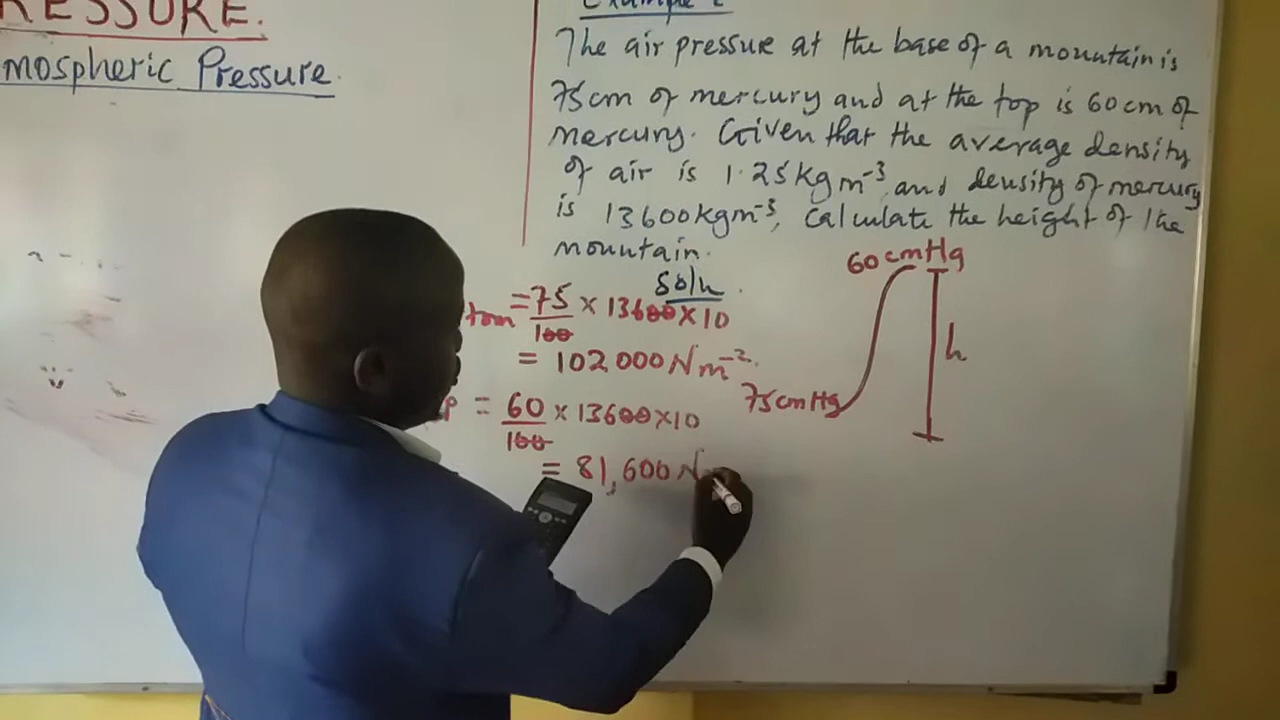 RESSURE.
mospheric Pressure.
Example 2
The air pressure at the base of a mountain is
75cm of mercury and at the top is 60cm of
mercury. Given that the average density
of air is 1.25kgm⁻³ and density of mercury
is 13600kgm⁻³, Calculate the height of the
mountain.
Soln.
tom = 75/100 × 13600 × 10
= 102000Nm⁻².
p = 60/100 × 13600 × 10
= 81,600 N
60cmHg
h
75cmHg